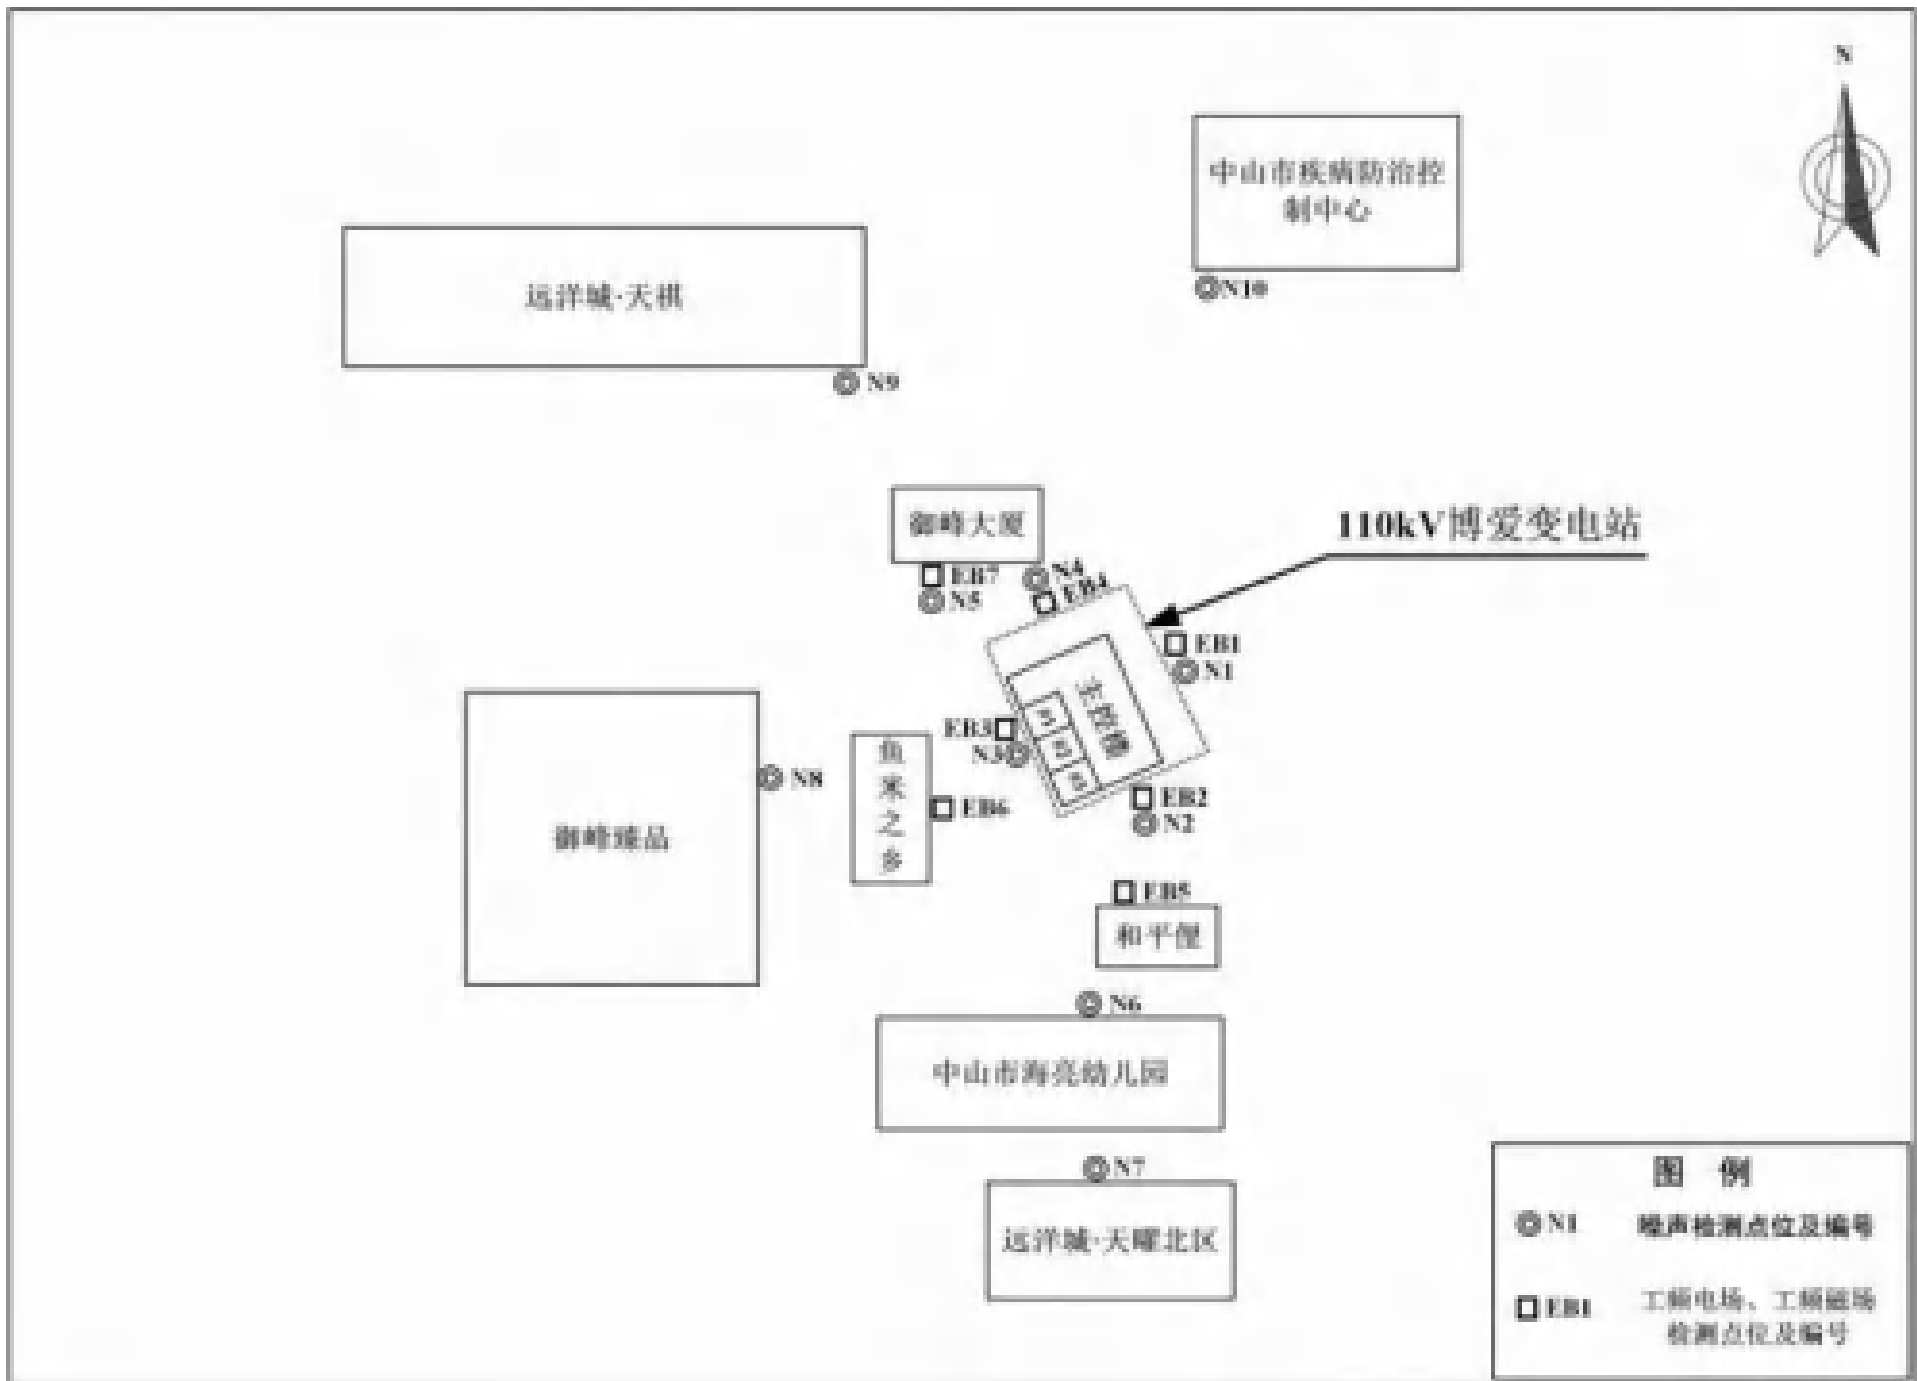 N
中山市疾病防治控
制中心
N10
远洋城·天祺
N9
御峰大厦
110kV博爱变电站
EB7
N4
N5
EB4
EB1
N1
主控楼
EB3
N3
鱼米之乡
N8
EB6
EB2
N2
御峰臻品
EB5
和平俚
N6
中山市海亮幼儿园
N7
远洋城·天曜北区
图 例
N1 噪声检测点位及编号
EB1 工频电场、工频磁场
检测点位及编号